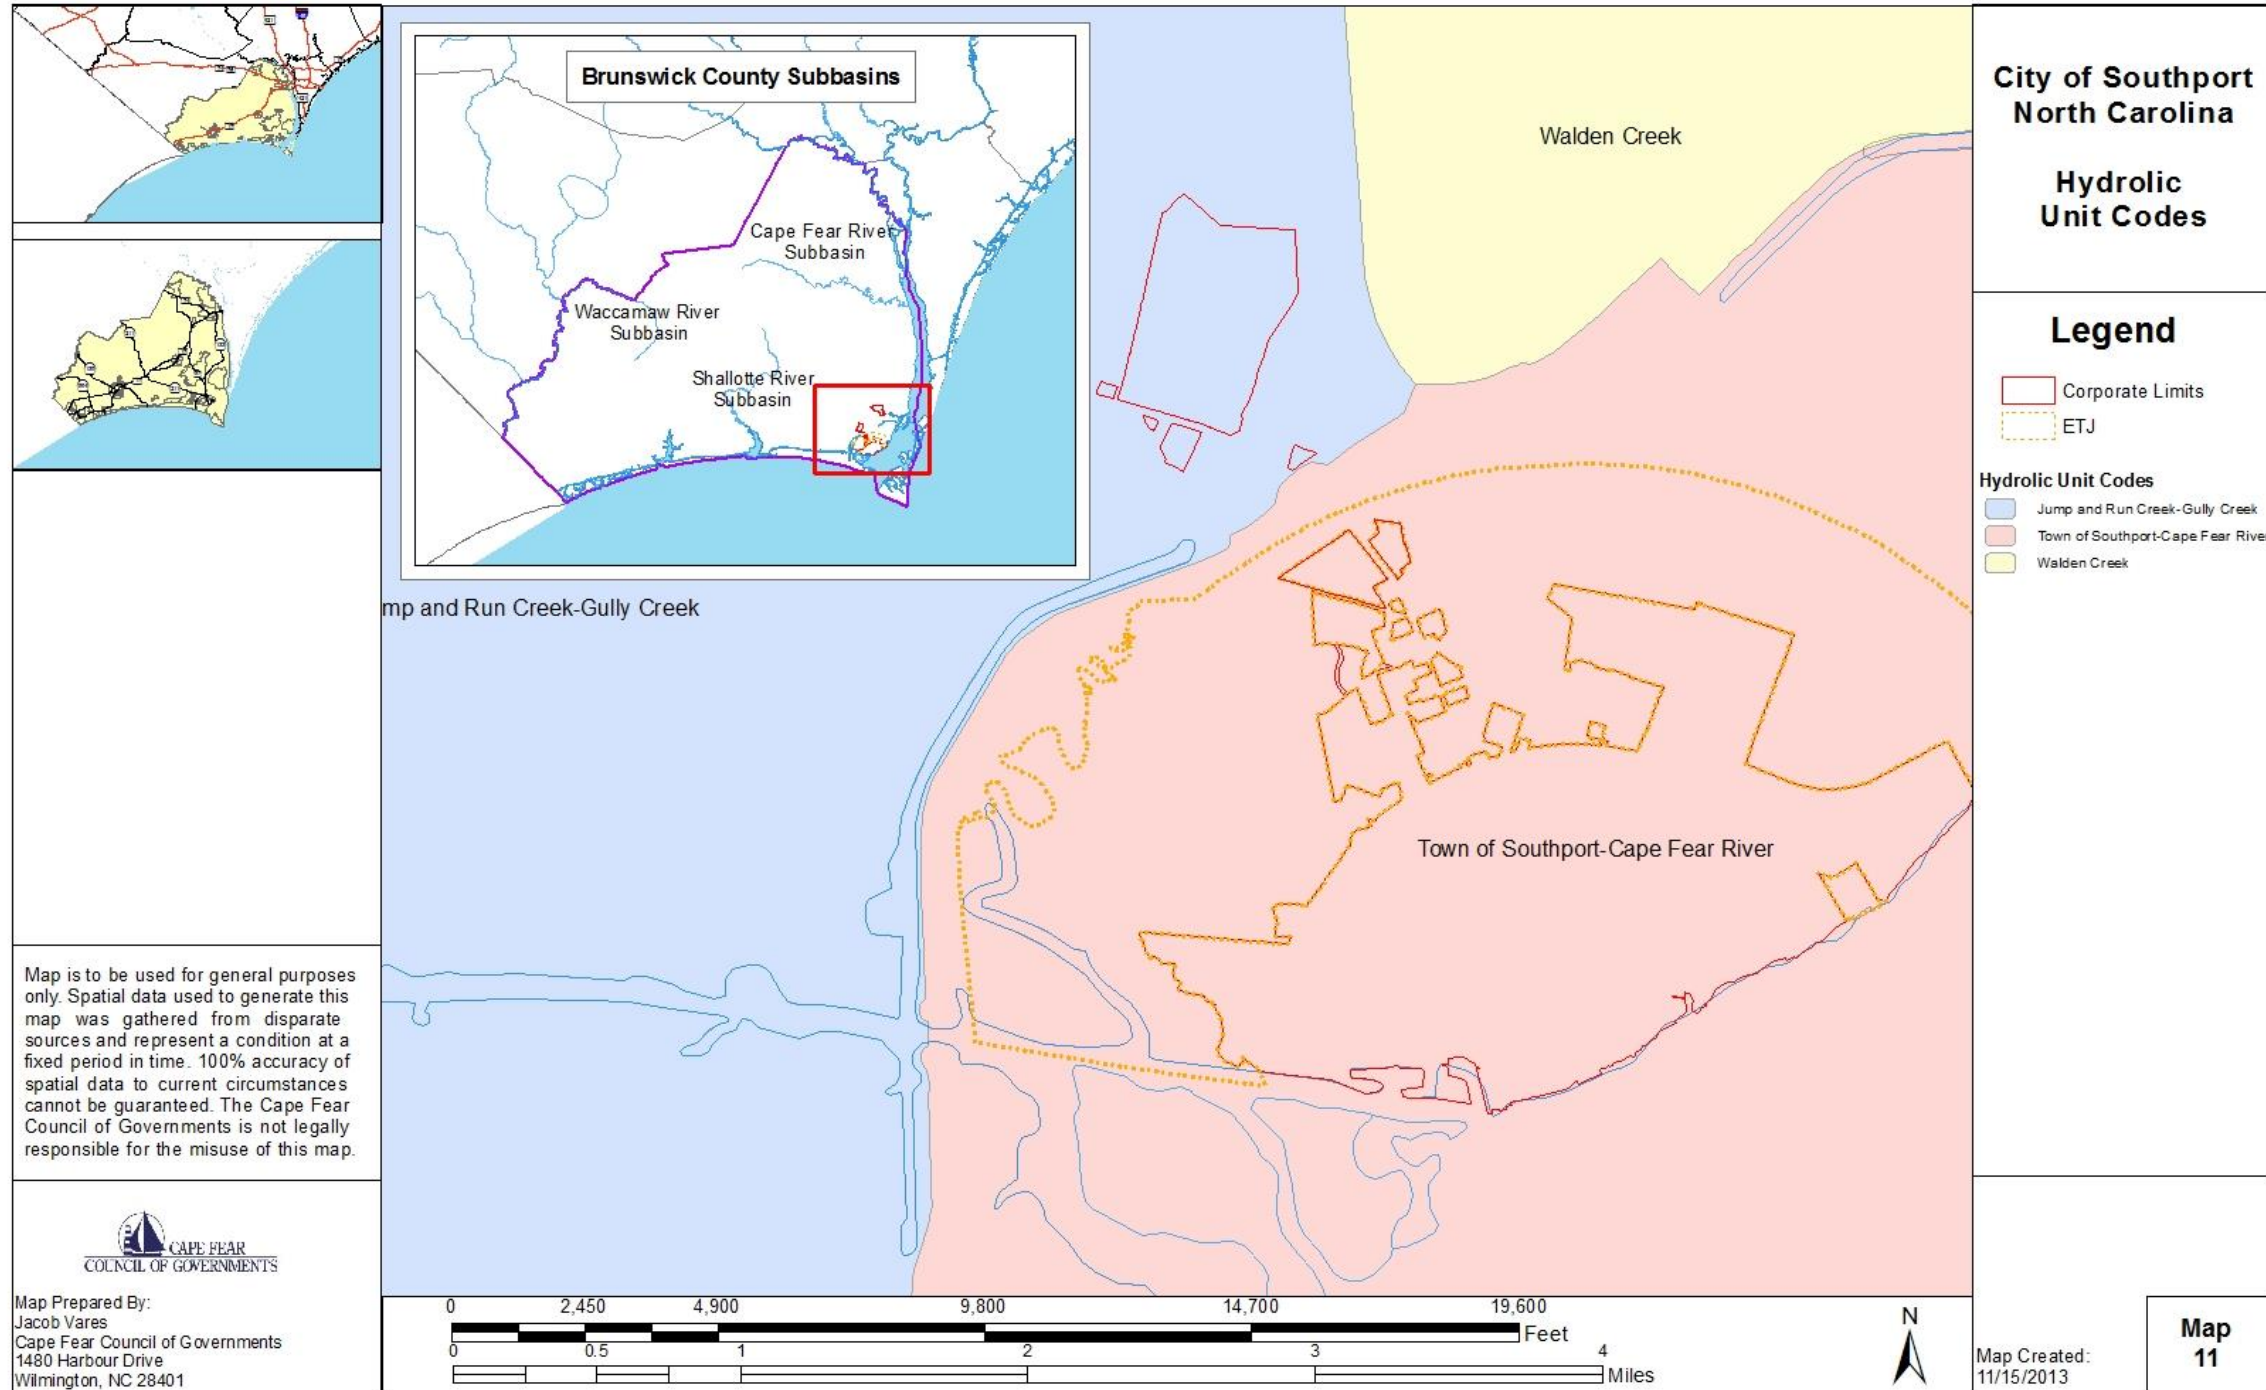 Brunswick County Subbasins
Cape Fear River
Subbasin
Waccamaw River
Subbasin
Shallotte River
Subbasin
Walden Creek
mp and Run Creek-Gully Creek
Town of Southport-Cape Fear River
City of Southport
North Carolina
Hydrolic
Unit Codes
Legend
Corporate Limits
ETJ
Hydrolic Unit Codes
Jump and Run Creek-Gully Creek
Town of Southport-Cape Fear River
Walden Creek
Map is to be used for general purposes
only. Spatial data used to generate this
map was gathered from disparate
sources and represent a condition at a
fixed period in time. 100% accuracy of
spatial data to current circumstances
cannot be guaranteed. The Cape Fear
Council of Governments is not legally
responsible for the misuse of this map.
CAPE FEAR
COUNCIL OF GOVERNMENTS
Map Prepared By:
Jacob Vares
Cape Fear Council of Governments
1480 Harbour Drive
Wilmington, NC 28401
0 2,450 4,900 9,800 14,700 19,600
Feet
0 0.5 1 2 3 4
Miles
N
Map Created:
11/15/2013
Map
11